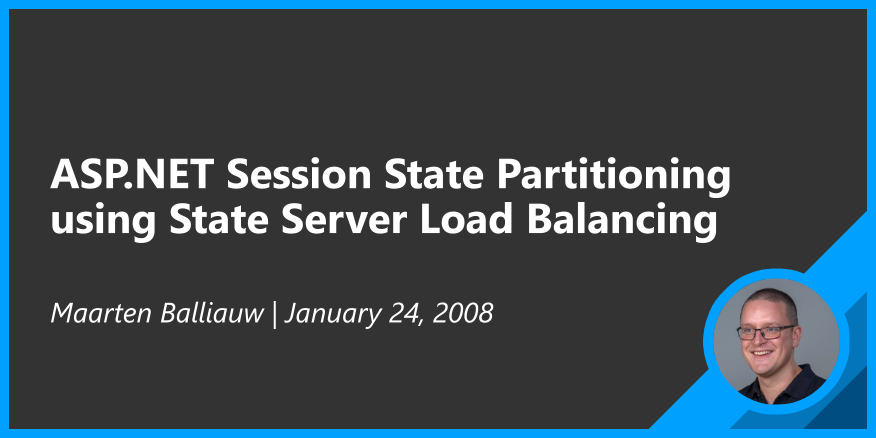 ASP.NET Session State Partitioning
using State Server Load Balancing
Maarten Balliauw | January 24, 2008